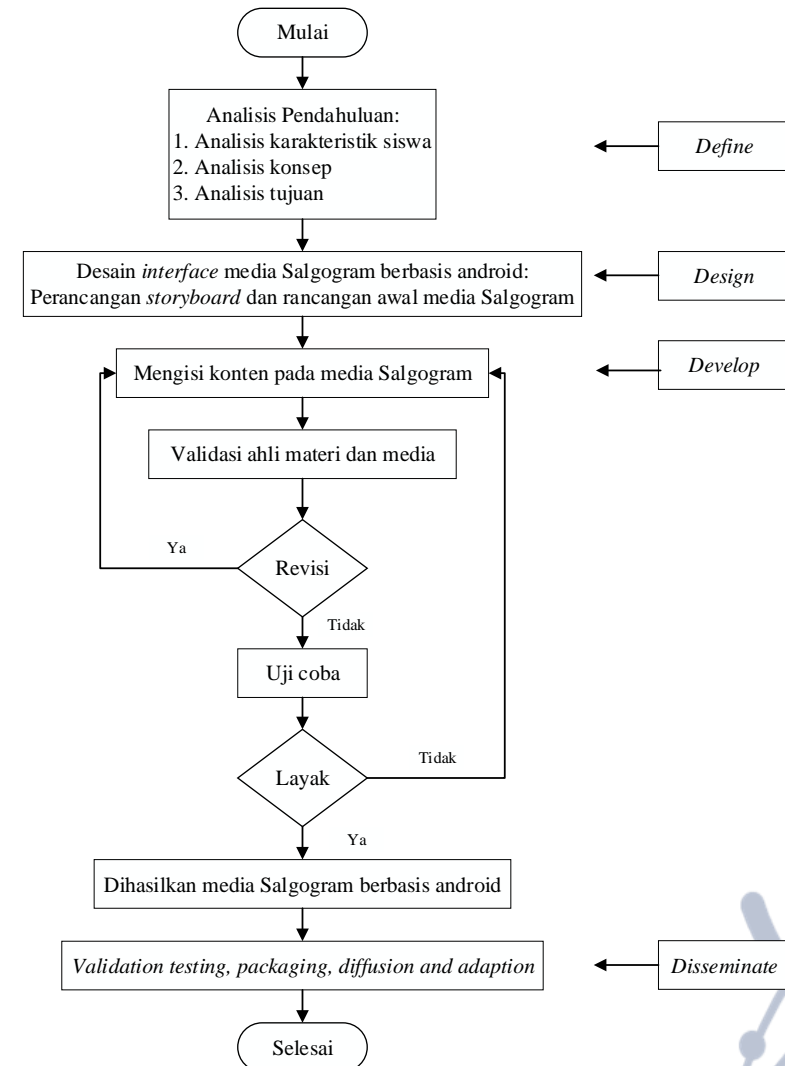 Mulai
Analisis Pendahuluan:
1. Analisis karakteristik siswa
2. Analisis konsep
3. Analisis tujuan
Define
Desain interface media Salgogram berbasis android:
Perancangan storyboard dan rancangan awal media Salgogram
Design
Mengisi konten pada media Salgogram
Develop
Validasi ahli materi dan media
Ya
Revisi
Tidak
Uji coba
Layak
Tidak
Ya
Dihasilkan media Salgogram berbasis android
Validation testing, packaging, diffusion and adaption
Disseminate
Selesai